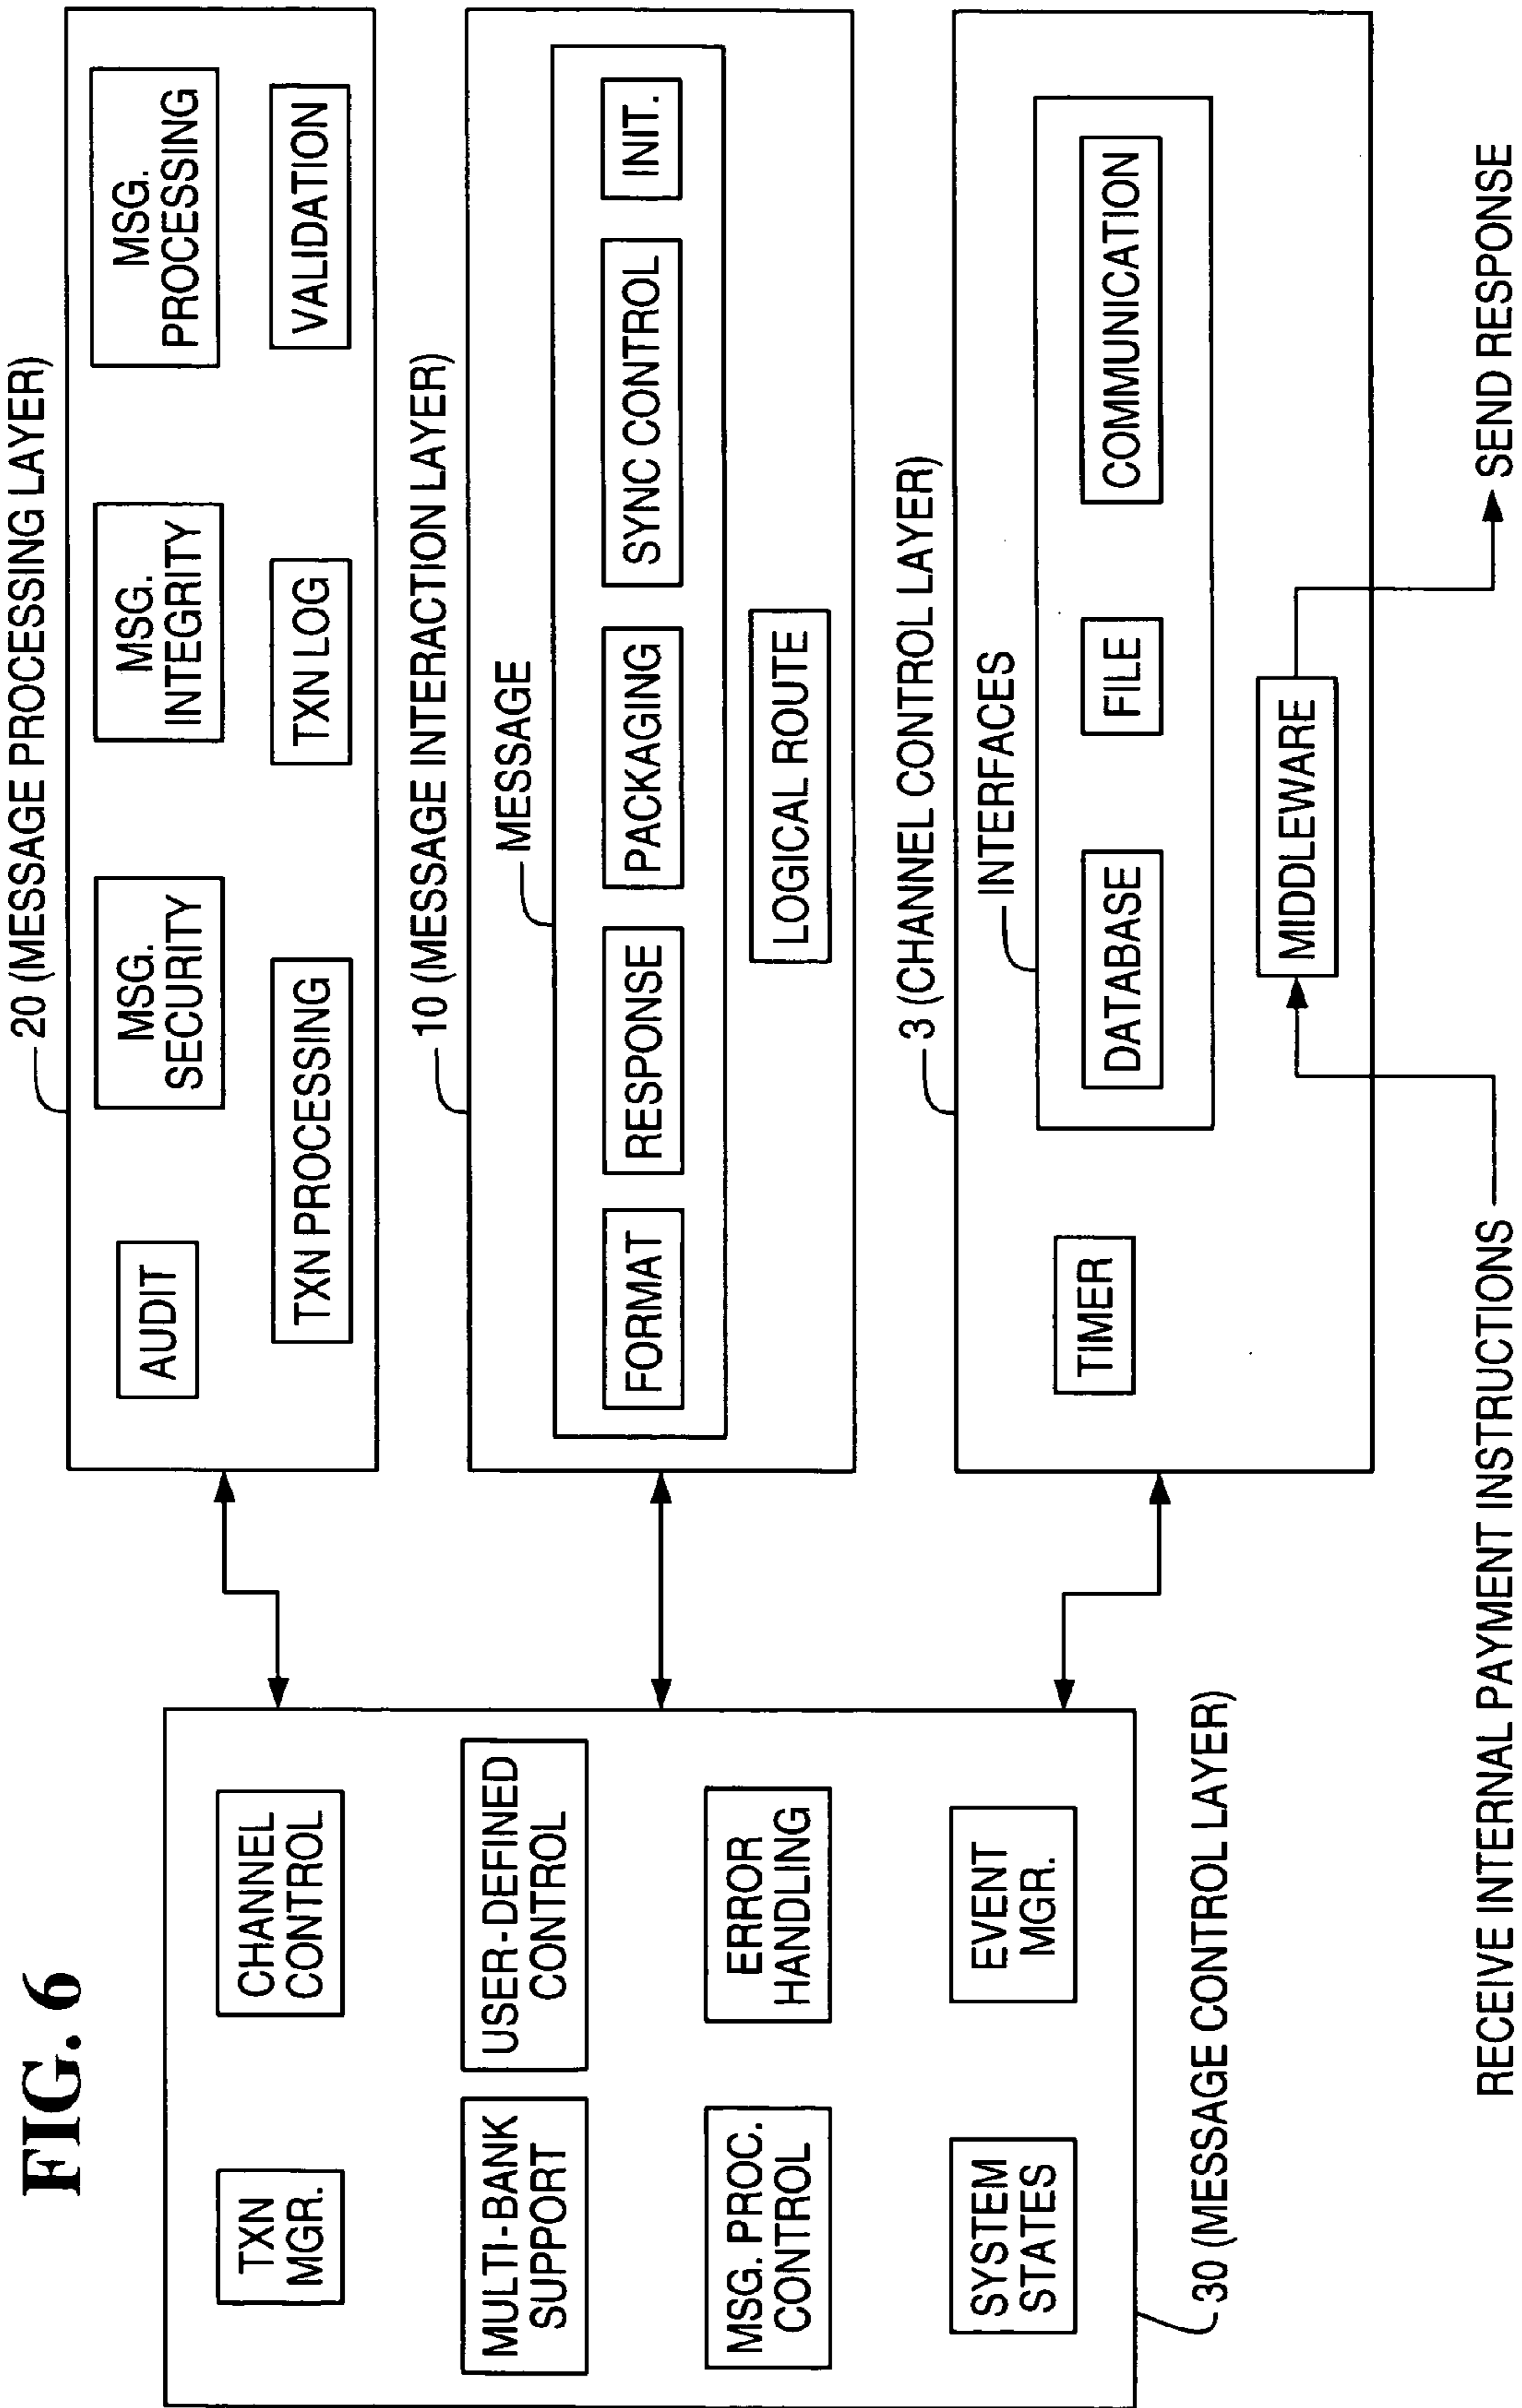 FIG. 6
TXN
MGR.
CHANNEL
CONTROL
MULTI-BANK
SUPPORT
USER-DEFINED
CONTROL
MSG. PROC.
CONTROL
ERROR
HANDLING
SYSTEM
STATES
EVENT
MGR.
30 (MESSAGE CONTROL LAYER)
20 (MESSAGE PROCESSING LAYER)
AUDIT
MSG.
SECURITY
MSG.
INTEGRITY
MSG.
PROCESSING
TXN PROCESSING
TXN LOG
VALIDATION
10 (MESSAGE INTERACTION LAYER)
MESSAGE
FORMAT
RESPONSE
PACKAGING
SYNC CONTROL
INIT.
LOGICAL ROUTE
3 (CHANNEL CONTROL LAYER)
INTERFACES
TIMER
DATABASE
FILE
COMMUNICATION
MIDDLEWARE
RECEIVE INTERNAL PAYMENT INSTRUCTIONS
SEND RESPONSE